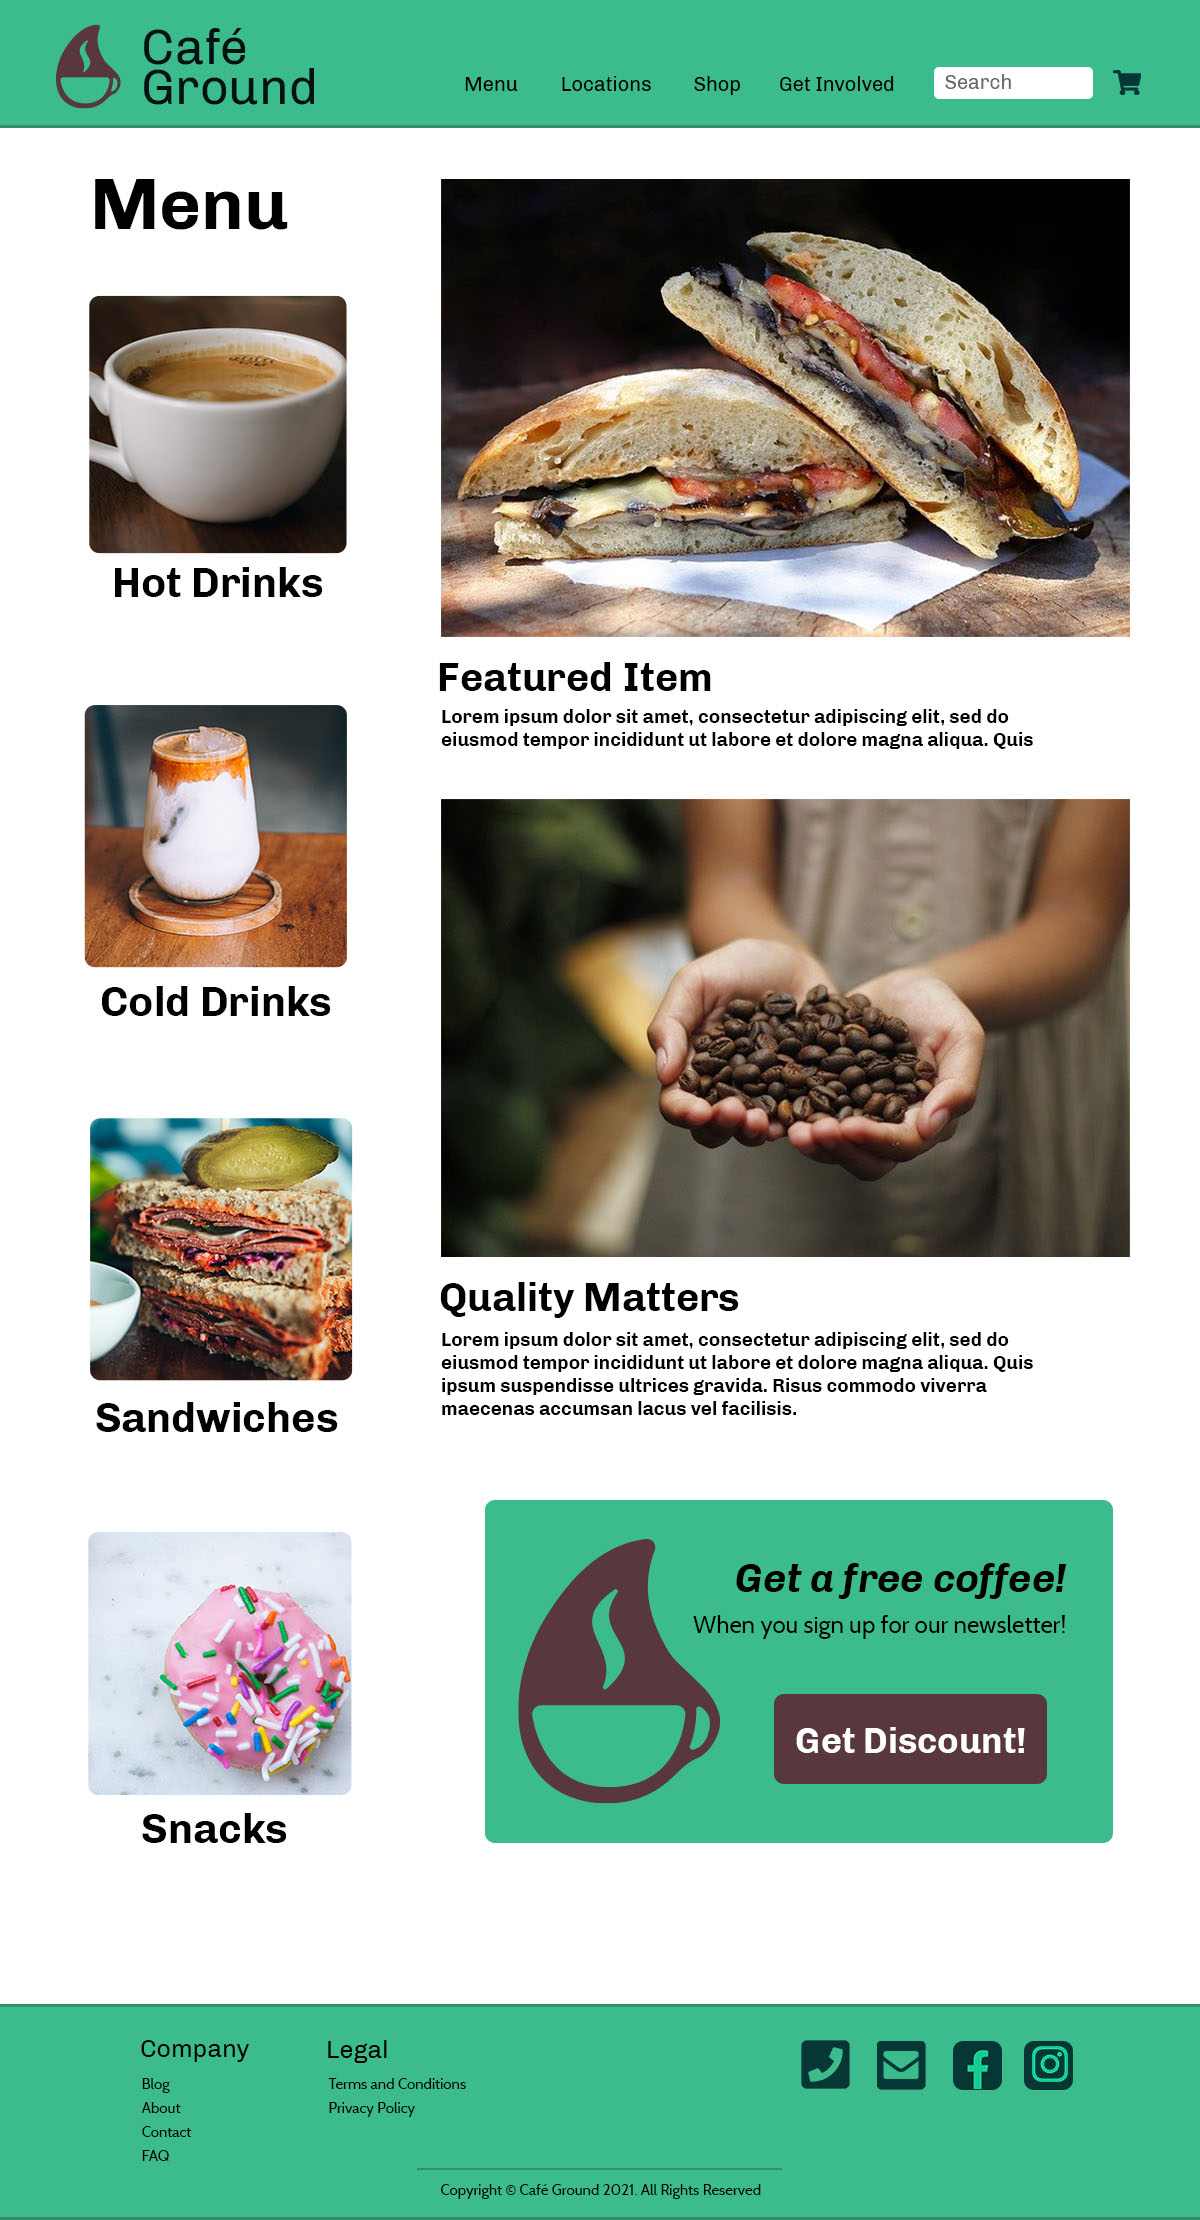 Café
Ground
Menu
Locations
Shop
Get Involved
Search
Menu
Hot Drinks
Cold Drinks
Sandwiches
Snacks
Featured Item
Lorem ipsum dolor sit amet, consectetur adipiscing elit, sed do
eiusmod tempor incididunt ut labore et dolore magna aliqua. Quis
Quality Matters
Lorem ipsum dolor sit amet, consectetur adipiscing elit, sed do
eiusmod tempor incididunt ut labore et dolore magna aliqua. Quis
ipsum suspendisse ultrices gravida. Risus commodo viverra
maecenas accumsan lacus vel facilisis.
Get a free coffee!
When you sign up for our newsletter!
Get Discount!
Company
Blog
About
Contact
FAQ
Legal
Terms and Conditions
Privacy Policy
Copyright © Café Ground 2021. All Rights Reserved